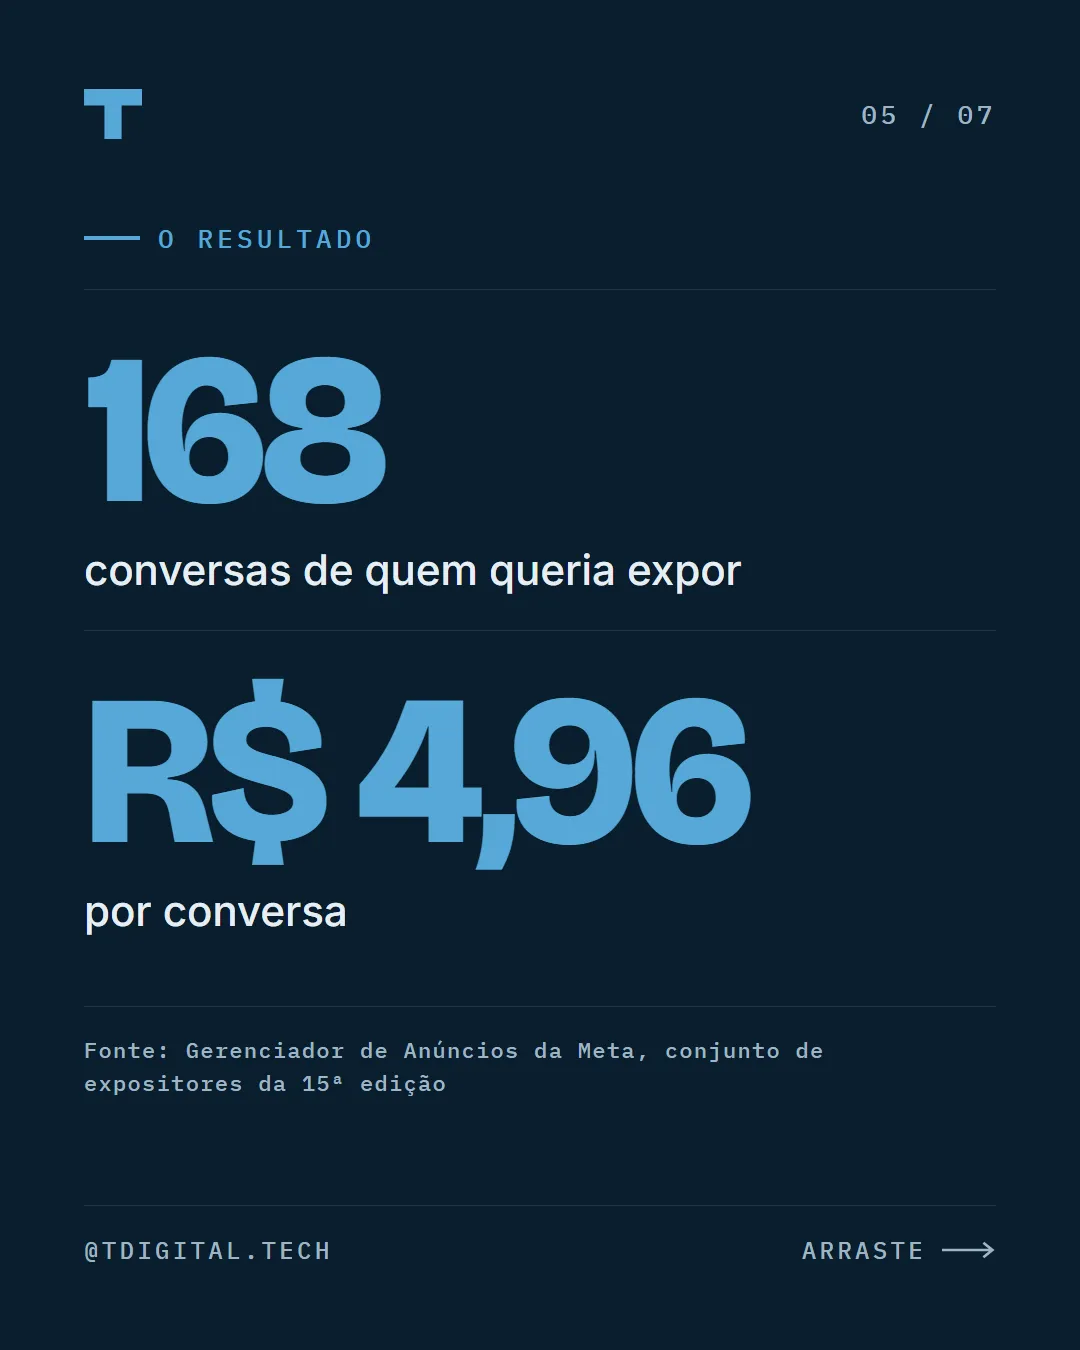 T
05 / 07
O RESULTADO
168
conversas de quem queria expor
R$ 4,96
por conversa
Fonte: Gerenciador de Anúncios da Meta, conjunto de
expositores da 15ª edição
@TDIGITAL.TECH
ARRASTE